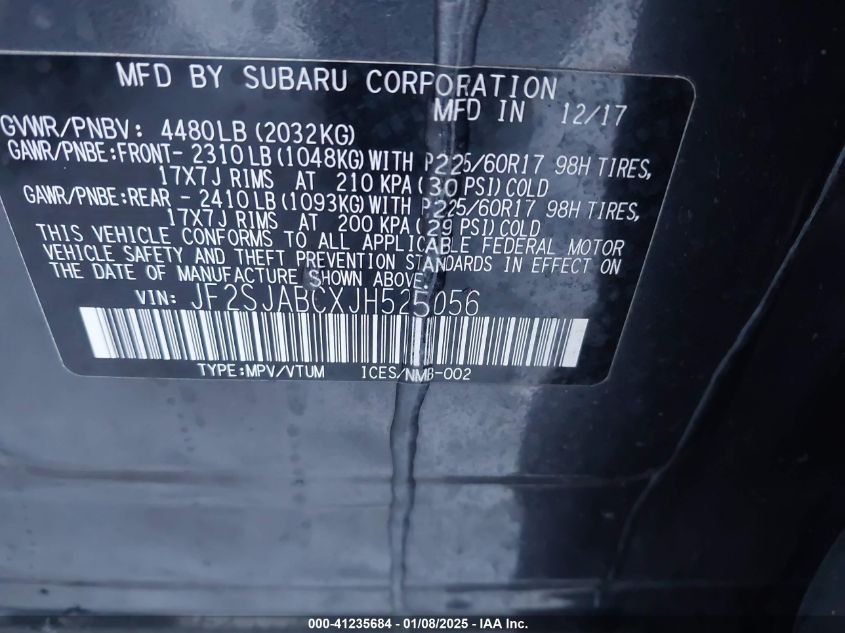 MFD BY SUBARU CORPORATION
MFD IN 12/17
GVWR/PNBV: 4480LB (2032KG)
GAWR/PNBE:FRONT- 2310 LB (1048KG) WITH P225/60R17 98H TIRES,
17X7J RIMS AT 210 KPA (30 PSI) COLD
GAWR/PNBE:REAR - 2410 LB (1093KG) WITH P225/60R17 98H TIRES,
17X7J RIMS AT 200 KPA (29 PSI) COLD
THIS VEHICLE CONFORMS TO ALL APPLICABLE FEDERAL MOTOR
VEHICLE SAFETY AND THEFT PREVENTION STANDARDS IN EFFECT ON
THE DATE OF MANUFACTURE SHOWN ABOVE.
VIN: JF2SJABCXJH525056
TYPE:MPV/VTUM ICES/NMB-002
000-41235684 - 01/08/2025 - IAA Inc.